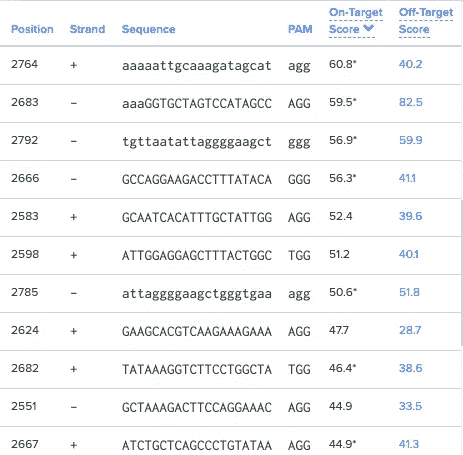 Position Strand Sequence PAM On-Target Score Off-Target Score
2764 + aaaaattgcaaagatagcat agg 60.8* 40.2
2683 – aaaGGTGCTAGTCCATAGCC AGG 59.5* 82.5
2792 – tgttaatattaggggaagct ggg 56.9* 59.9
2666 – GCCAGGAAGACCTTTATACA GGG 56.3* 41.1
2583 + GCAATCACATTTGCTATTGG AGG 52.4 39.6
2598 + ATTGGAGGAGCTTTACTGGC TGG 51.2 40.1
2785 – attaggggaagctgggtgaa agg 50.6* 51.8
2624 + GAAGCACGTCAAGAAAGAAA AGG 47.7 28.7
2682 + TATAAAGGTCTTCCTGGCTA TGG 46.4* 38.6
2551 – GCTAAAGACTTCCAGGAAAC AGG 44.9 33.5
2667 + ATCTGCTCAGCCCTGTATAA AGG 44.9* 41.3